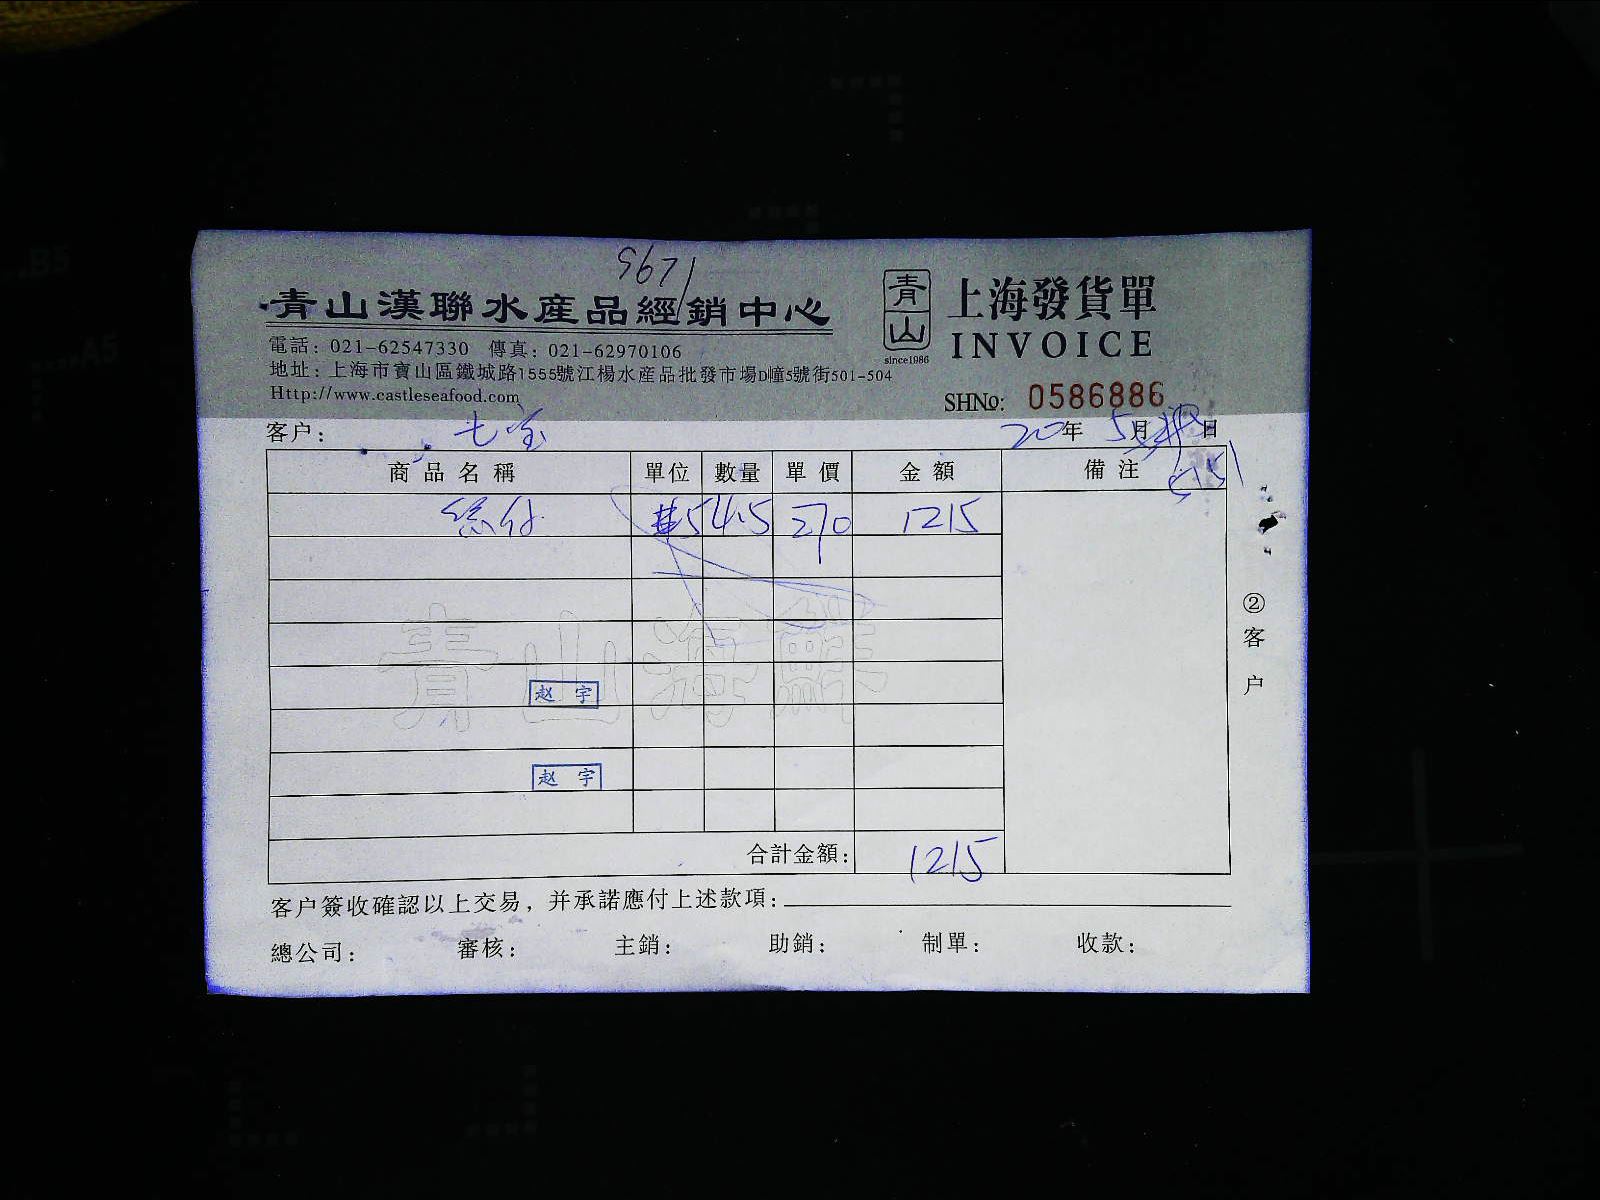 9671
青山漢聯水產品經銷中心
電話：021-62547330 傳真：021-62970106
地址：上海市寶山區鐵城路1555號江楊水產品批發市場D幢5號街501-504
Http://www.castleseafood.com
青山
since1986
上海發貨單
INVOICE
SHNo: 0586886
客户： 七宝
20年 5月 日
商品名稱 單位 數量 單價 金額 備注
4.5 270 1215
青山海鮮
赵宇
赵宇
合計金額： 1215
②客户
客户簽收確認以上交易，并承諾應付上述款項：
總公司： 審核： 主銷： 助銷： 制單： 收款：